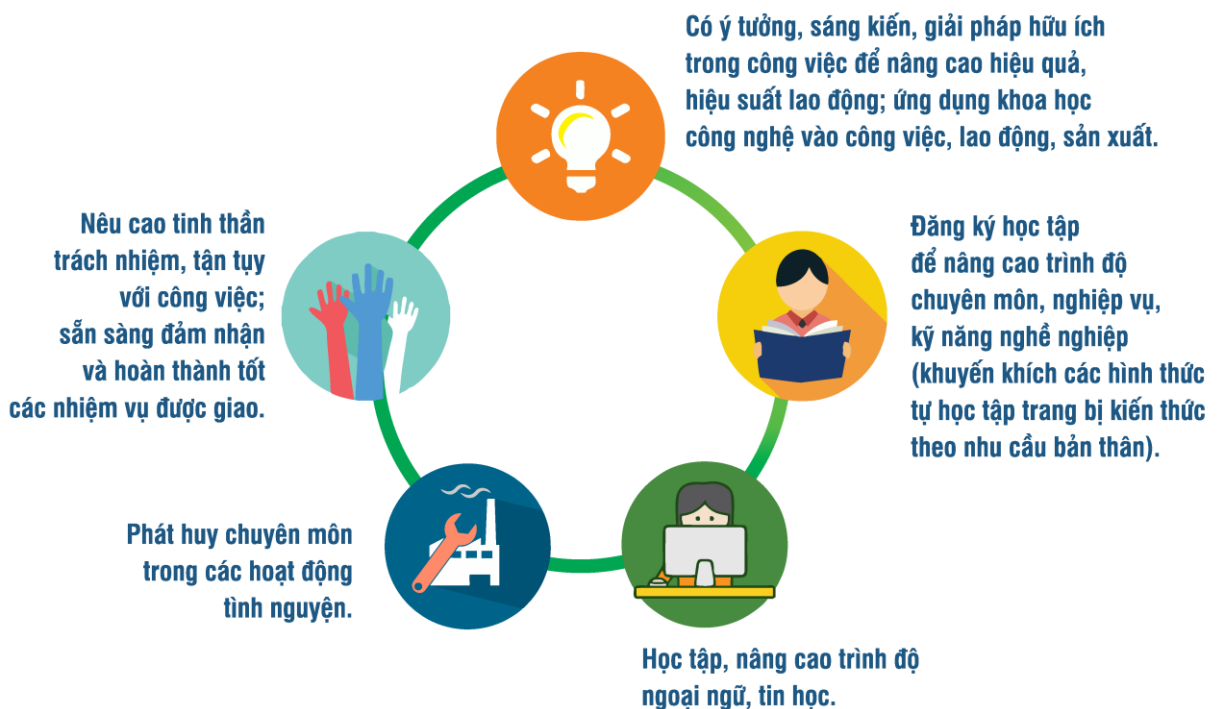 Có ý tưởng, sáng kiến, giải pháp hữu ích
trong công việc để nâng cao hiệu quả,
hiệu suất lao động; ứng dụng khoa học
công nghệ vào công việc, lao động, sản xuất.
Đăng ký học tập
để nâng cao trình độ
chuyên môn, nghiệp vụ,
kỹ năng nghề nghiệp
(khuyến khích các hình thức
tự học tập trang bị kiến thức
theo nhu cầu bản thân).
Học tập, nâng cao trình độ
ngoại ngữ, tin học.
Phát huy chuyên môn
trong các hoạt động
tình nguyện.
Nêu cao tinh thần
trách nhiệm, tận tụy
với công việc;
sẵn sàng đảm nhận
và hoàn thành tốt
các nhiệm vụ được giao.